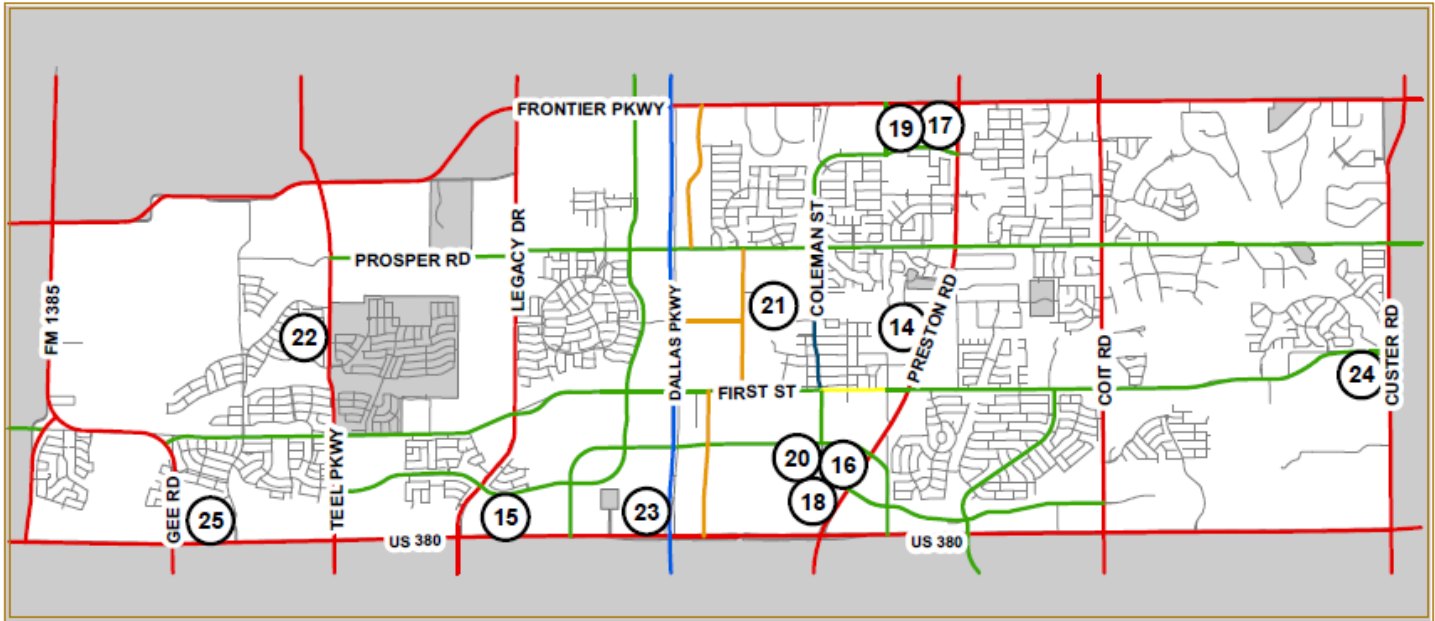 FRONTIER PKWY
19
17
COLEMAN ST
LEGACY DR
PROSPER RD
FM 1385
DALLAS PKWY
21
PRESTON RD
14
22
COIT RD
CUSTER RD
24
FIRST ST
TEEL PKWY
GEE RD
20
16
18
23
15
25
US 380
US 380